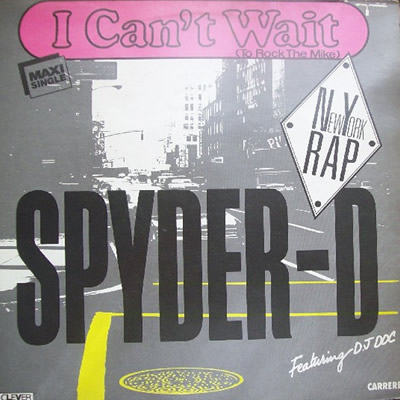 I Can't Wait
(To Rock The Mike)
MAXI
SINGLE
NEW YORK
RAP
SPYDER-D
Featuring DJ DOC
CLEVER
CARRERE